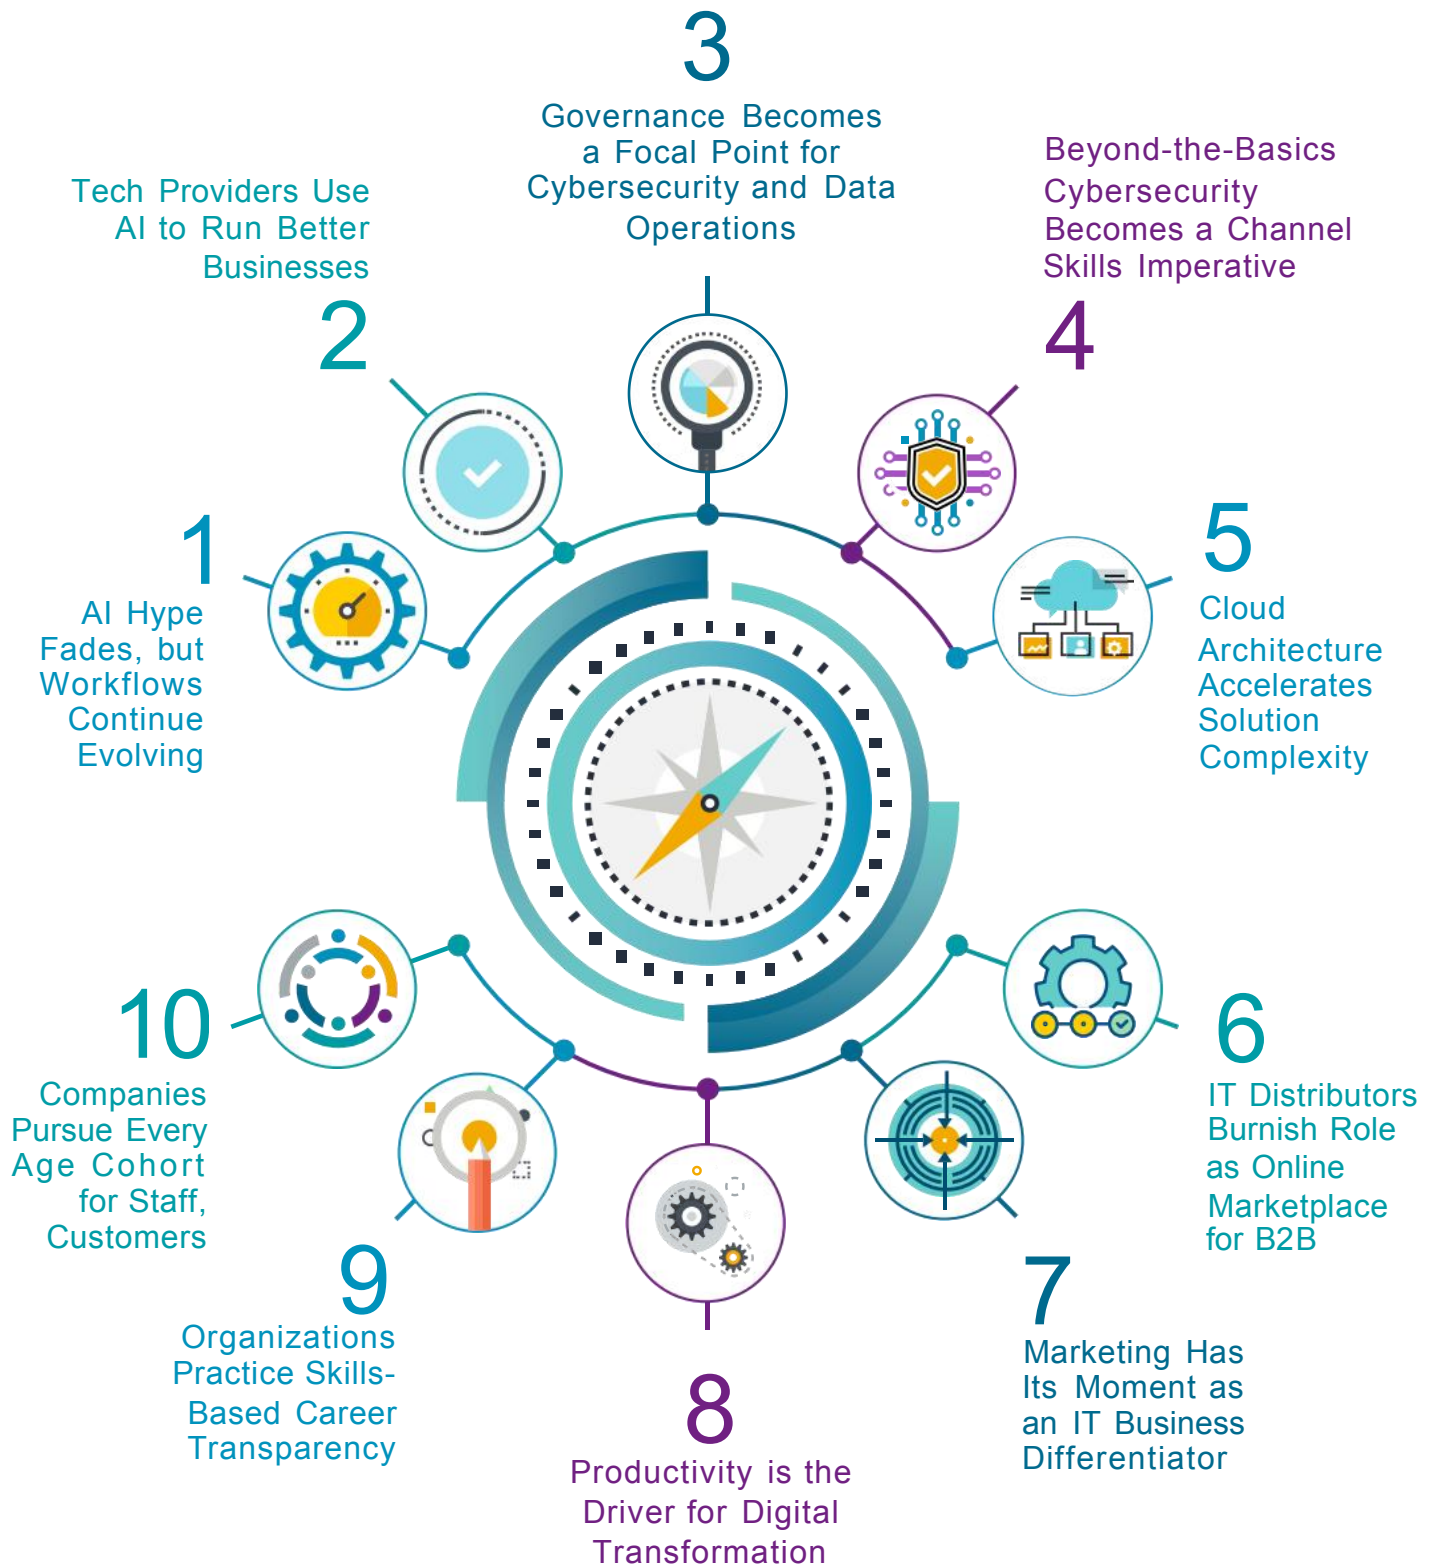 1
AI Hype
Fades, but
Workflows
Continue
Evolving
Tech Providers Use
AI to Run Better
Businesses
2
3
Governance Becomes
a Focal Point for
Cybersecurity and Data
Operations
Beyond-the-Basics
Cybersecurity
Becomes a Channel
Skills Imperative
4
5
Cloud
Architecture
Accelerates
Solution
Complexity
6
IT Distributors
Burnish Role
as Online
Marketplace
for B2B
7
Marketing Has
Its Moment as
an IT Business
Differentiator
8
Productivity is the
Driver for Digital
Transformation
9
Organizations
Practice Skills-
Based Career
Transparency
10
Companies
Pursue Every
Age Cohort
for Staff,
Customers